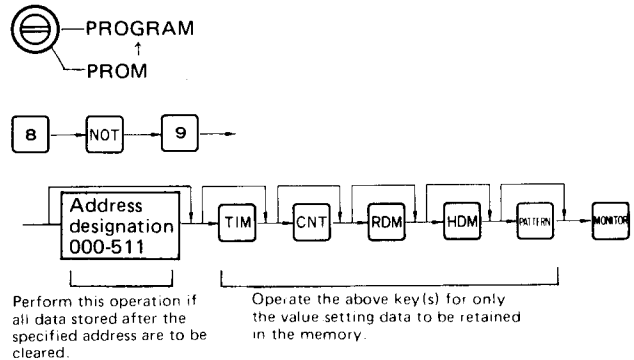 PROGRAM
↑
PROM
8 NOT 9
Address
designation
000-511
TIM CNT RDM HDM PATTERN MONITOR
Perform this operation if
all data stored after the
specified address are to be
cleared.
Operate the above key(s) for only
the value setting data to be retained
in the memory.